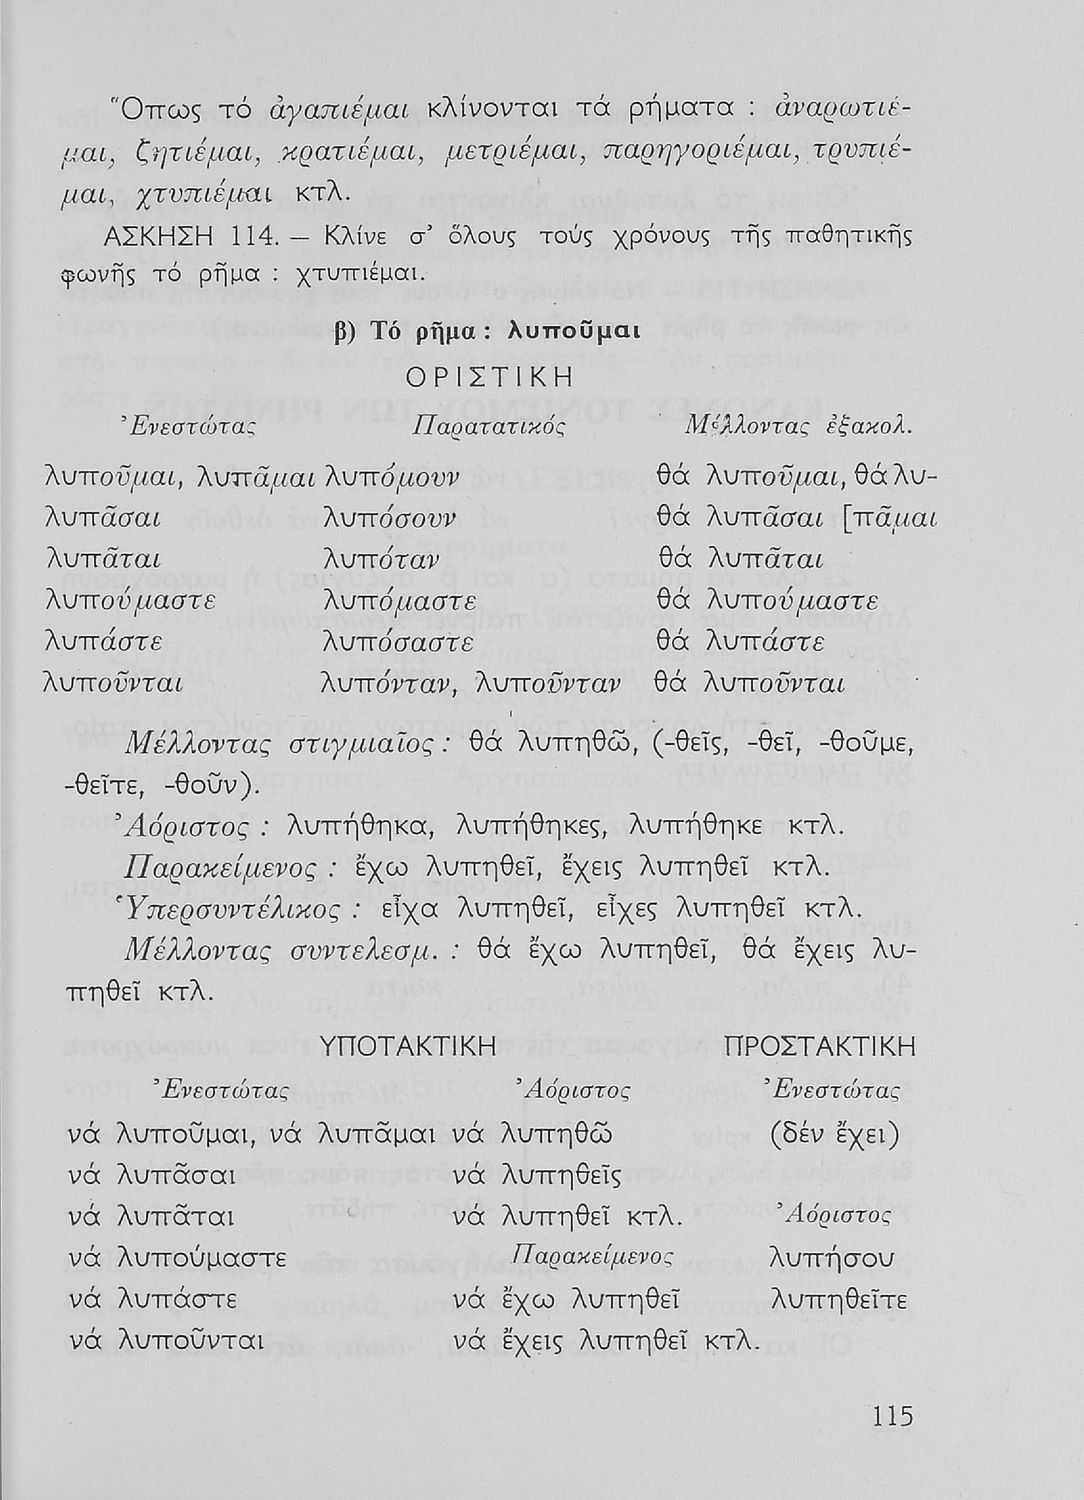 Ὅπως τό ἀγαπιέμαι κλίνονται τά ρήματα : ἀναρωτιέ-
μαι, ζητιέμαι, κρατιέμαι, μετριέμαι, παρηγοριέμαι, τρυπιέ-
μαι, χτυπιέμαι κτλ.
ΑΣΚΗΣΗ 114. — Κλίνε σ' ὅλους τούς χρόνους τῆς παθητικῆς
φωνῆς τό ρῆμα : χτυπιέμαι.
β) Τό ρῆμα : λυποῦμαι
ΟΡΙΣΤΙΚΗ
Ἐνεστώτας Παρατατικός Μέλλοντας ἐξακολ.
λυποῦμαι, λυπᾶμαι λυπόμουν θά λυποῦμαι, θά λυ-
λυπᾶσαι λυπόσουν θά λυπᾶσαι [πᾶμαι
λυπᾶται λυπόταν θά λυπᾶται
λυπούμαστε λυπόμαστε θά λυπούμαστε
λυπάστε λυπόσαστε θά λυπάστε
λυποῦνται λυπόνταν, λυποῦνταν θά λυποῦνται
Μέλλοντας στιγμιαῖος : θά λυπηθῶ, (-θεῖς, -θεῖ, -θοῦμε,
-θεῖτε, -θοῦν).
Ἀόριστος : λυπήθηκα, λυπήθηκες, λυπήθηκε κτλ.
Παρακείμενος : ἔχω λυπηθεῖ, ἔχεις λυπηθεῖ κτλ.
Ὑπερσυντέλικος : εἶχα λυπηθεῖ, εἶχες λυπηθεῖ κτλ.
Μέλλοντας συντελεσμ. : θά ἔχω λυπηθεῖ, θά ἔχεις λυ-
πηθεῖ κτλ.
ΥΠΟΤΑΚΤΙΚΗ ΠΡΟΣΤΑΚΤΙΚΗ
Ἐνεστώτας Ἀόριστος Ἐνεστώτας
νά λυποῦμαι, νά λυπᾶμαι νά λυπηθῶ (δέν ἔχει)
νά λυπᾶσαι νά λυπηθεῖς
νά λυπᾶται νά λυπηθεῖ κτλ. Ἀόριστος
νά λυπούμαστε Παρακείμενος λυπήσου
νά λυπάστε νά ἔχω λυπηθεῖ λυπηθεῖτε
νά λυποῦνται νά ἔχεις λυπηθεῖ κτλ.
115